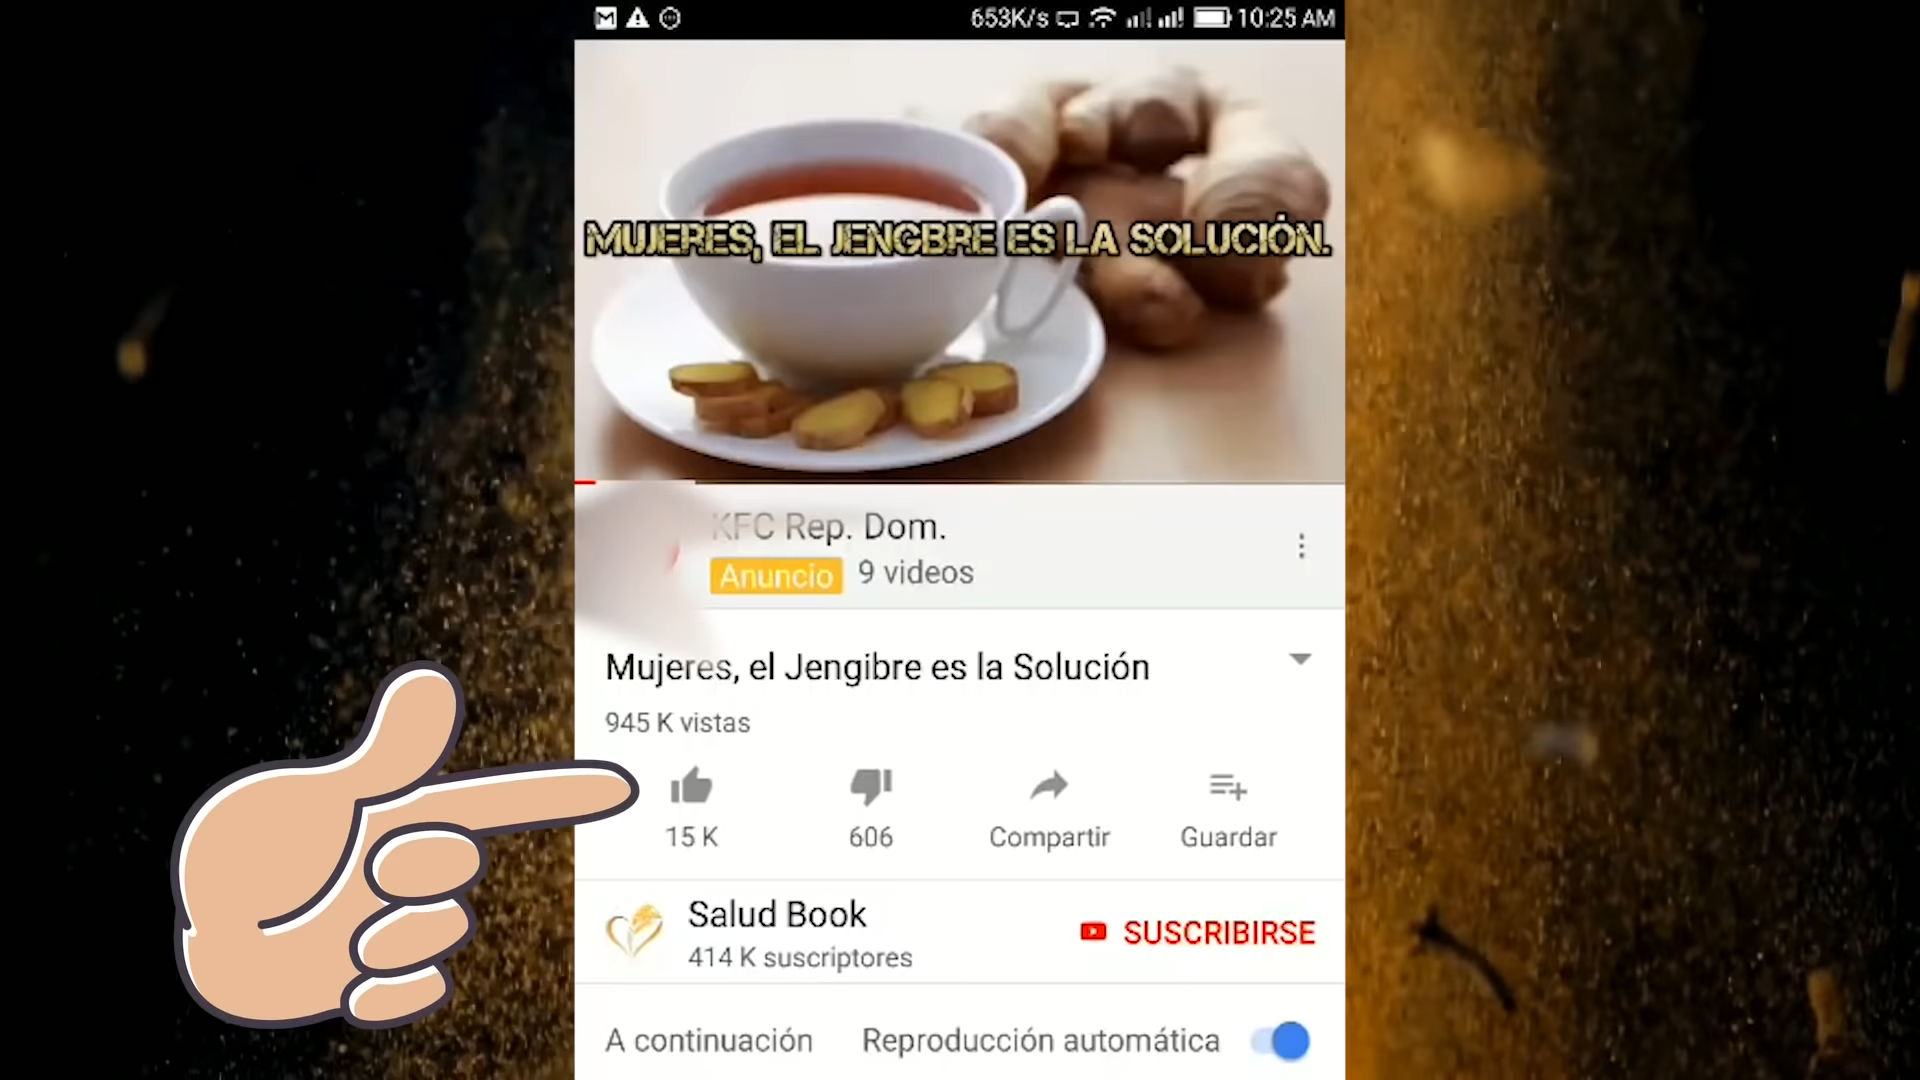 653K/s 10:25 AM
MUJERES, EL JENGBRE ES LA SOLUCIÓN.
KFC Rep. Dom.
Anuncio 9 videos
Mujeres, el Jengibre es la Solución
945 K vistas
15 K 606 Compartir Guardar
Salud Book
SUSCRIBIRSE
414 K suscriptores
A continuación Reproducción automática